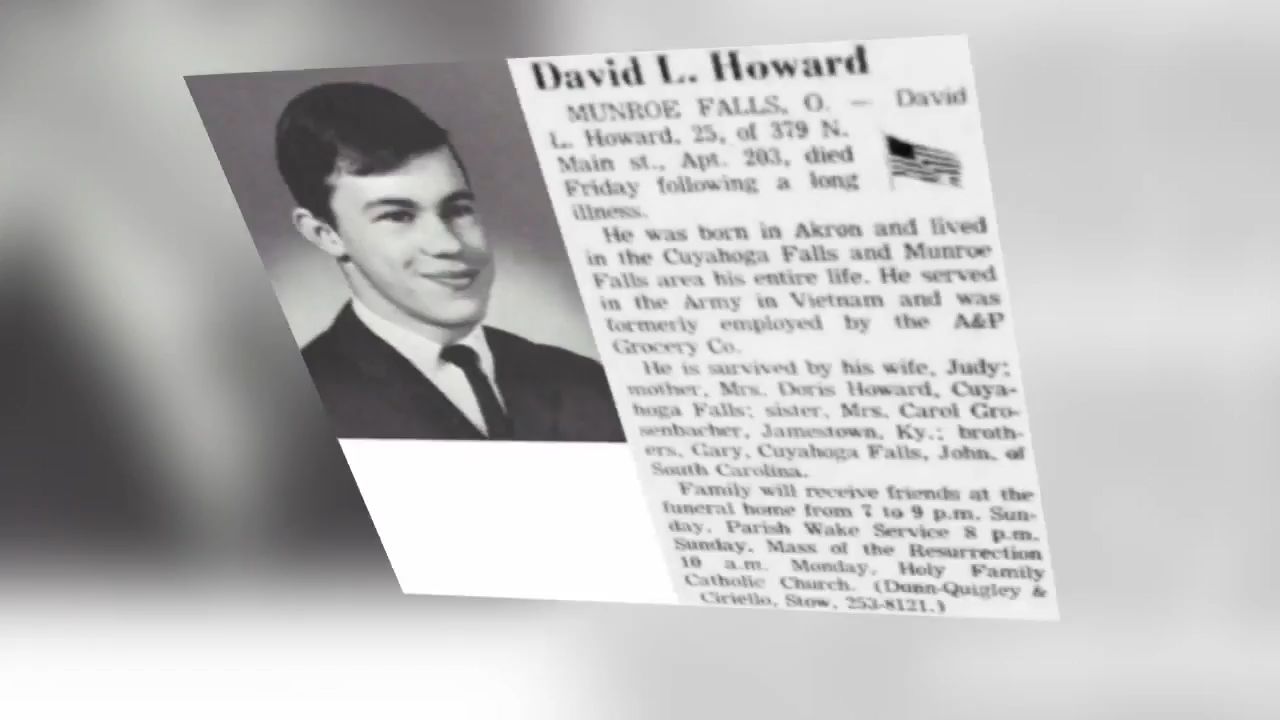 David L. Howard
MUNROE FALLS, O. — David
L. Howard, 25, of 379 N.
Main st., Apt. 203, died
Friday following a long
illness.
He was born in Akron and lived
in the Cuyahoga Falls and Munroe
Falls area his entire life. He served
in the Army in Vietnam and was
formerly employed by the A&P
Grocery Co.
He is survived by his wife, Judy;
mother, Mrs. Doris Howard, Cuya-
hoga Falls; sister, Mrs. Carol Gro-
senbacher, Jamestown, Ky.; broth-
ers, Gary, Cuyahoga Falls, John, of
South Carolina.
Family will receive friends at the
funeral home from 7 to 9 p.m. Sun-
day. Parish Wake Service 8 p.m.
Sunday. Mass of the Resurrection
10 a.m. Monday, Holy Family
Catholic Church. (Dunn-Quigley &
Ciriello, Stow, 253-8121.)